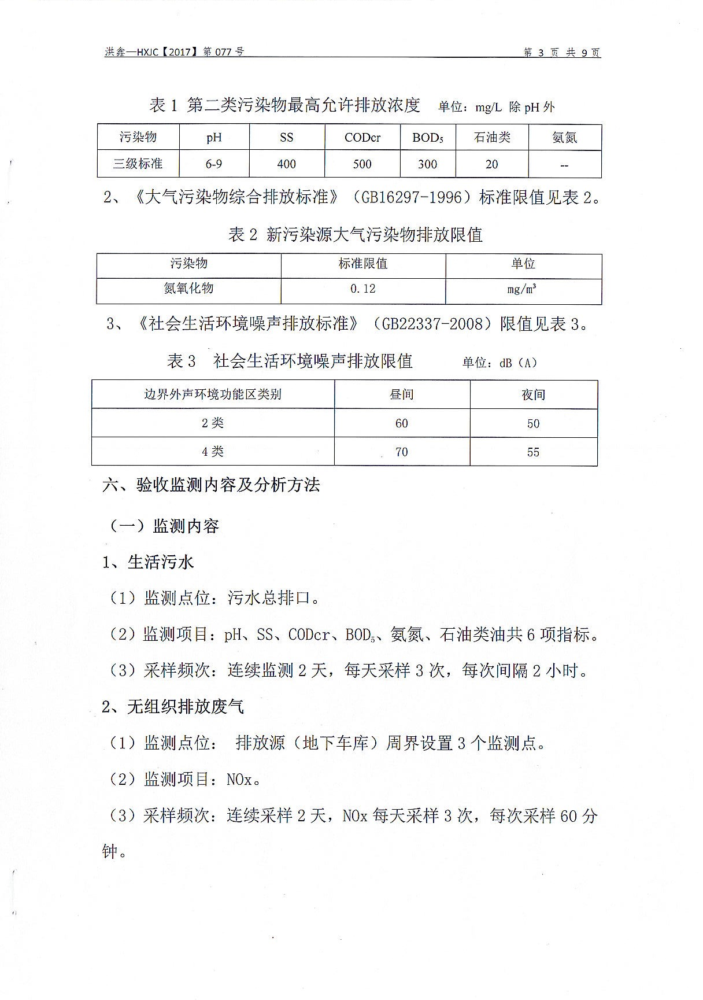 洪鑫—HXJC【2017】第 077 号 第 3 页 共 9 页
表 1 第二类污染物最高允许排放浓度 单位：mg/L 除 pH 外
污染物 pH SS CODcr BOD₅ 石油类 氨氮
三级标准 6-9 400 500 300 20 --
2、《大气污染物综合排放标准》（GB16297-1996）标准限值见表 2。
表 2 新污染源大气污染物排放限值
污染物 标准限值 单位
氮氧化物 0.12 mg/m³
3、《社会生活环境噪声排放标准》（GB22337-2008）限值见表 3。
表 3 社会生活环境噪声排放限值 单位：dB（A）
边界外声环境功能区类别 昼间 夜间
2 类 60 50
4 类 70 55
六、验收监测内容及分析方法
（一）监测内容
1、生活污水
（1）监测点位：污水总排口。
（2）监测项目：pH、SS、CODcr、BOD₅、氨氮、石油类油共 6 项指标。
（3）采样频次：连续监测 2 天，每天采样 3 次，每次间隔 2 小时。
2、无组织排放废气
（1）监测点位： 排放源（地下车库）周界设置 3 个监测点。
（2）监测项目：NOx。
（3）采样频次：连续采样 2 天，NOx 每天采样 3 次，每次采样 60 分
钟。